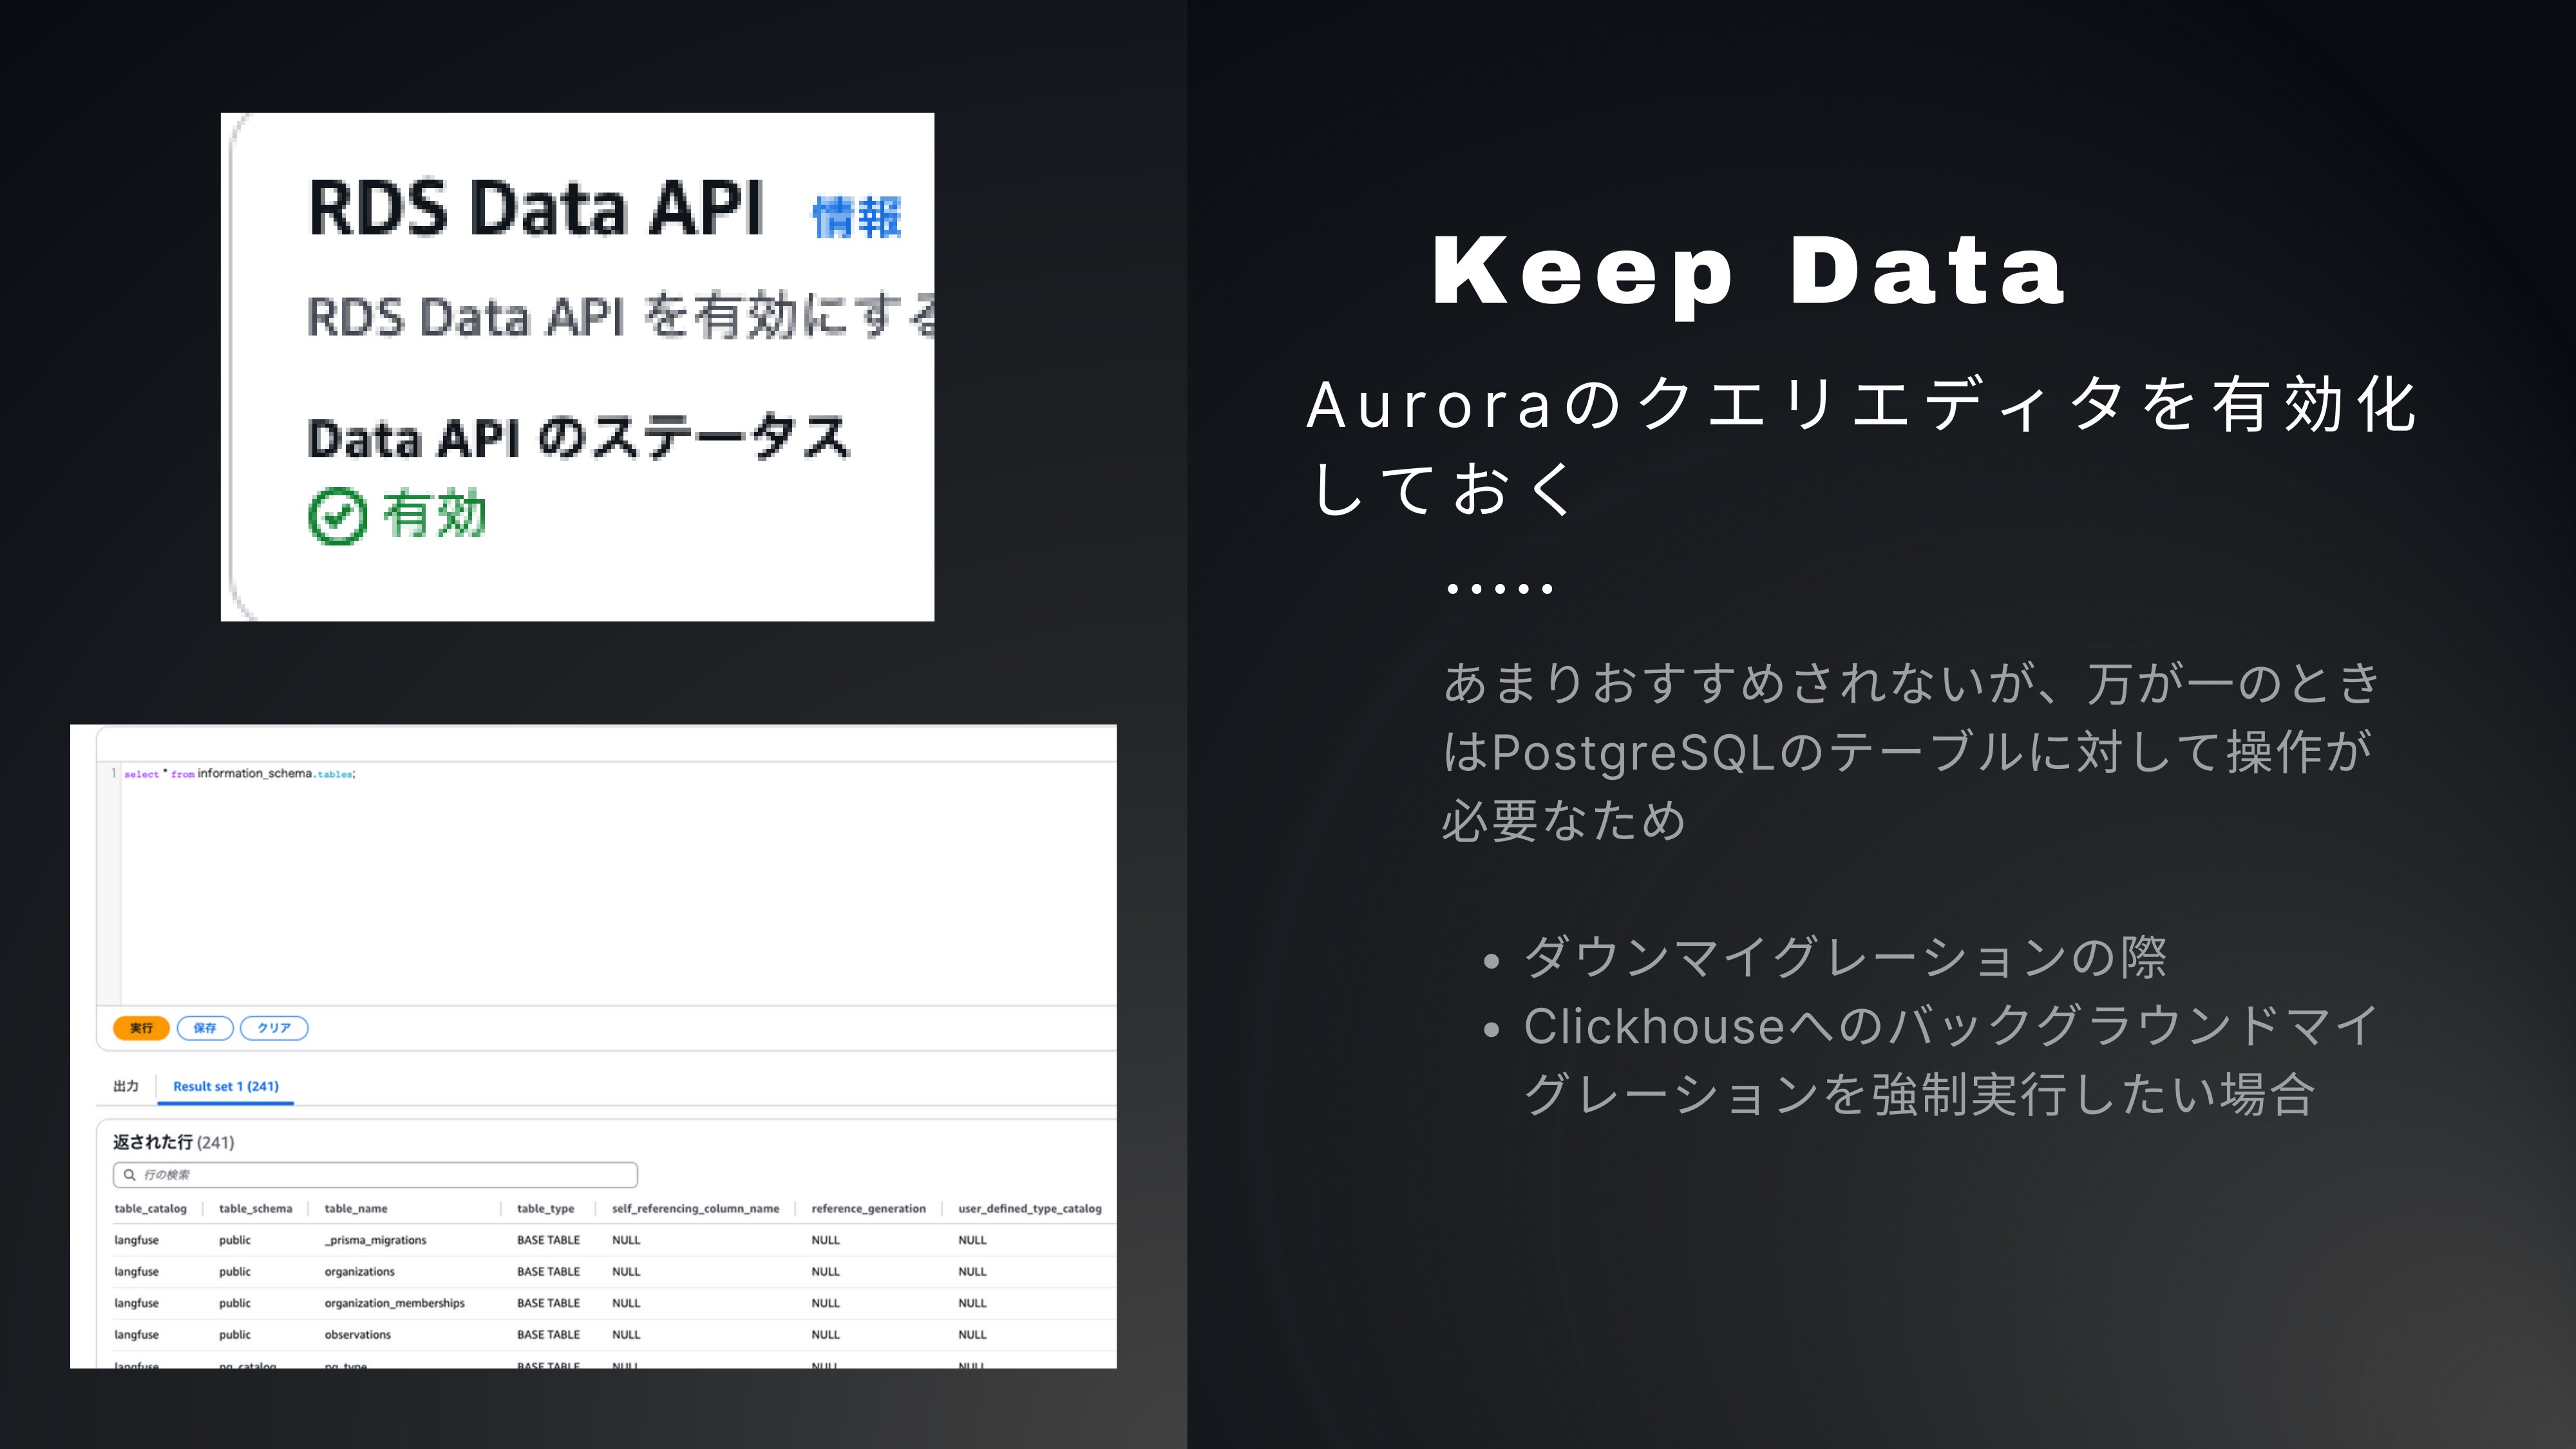 RDS Data API 情報
RDS Data API を有効にする
Data API のステータス
有効
1 select * from information_schema.tables;
実行 保存 クリア
出力 Result set 1 (241)
返された行 (241)
行の検索
table_catalog table_schema table_name table_type self_referencing_column_name reference_generation user_defined_type_catalog
langfuse public _prisma_migrations BASE TABLE NULL NULL NULL
langfuse public organizations BASE TABLE NULL NULL NULL
langfuse public organization_memberships BASE TABLE NULL NULL NULL
langfuse public observations BASE TABLE NULL NULL NULL
langfuse pg_catalog pg_type BASE TABLE NULL NULL NULL
Keep Data
Auroraのクエリエディタを有効化
しておく
.....
あまりおすすめされないが、万が一のとき
はPostgreSQLのテーブルに対して操作が
必要なため
• ダウンマイグレーションの際
• Clickhouseへのバックグラウンドマイ
グレーションを強制実行したい場合